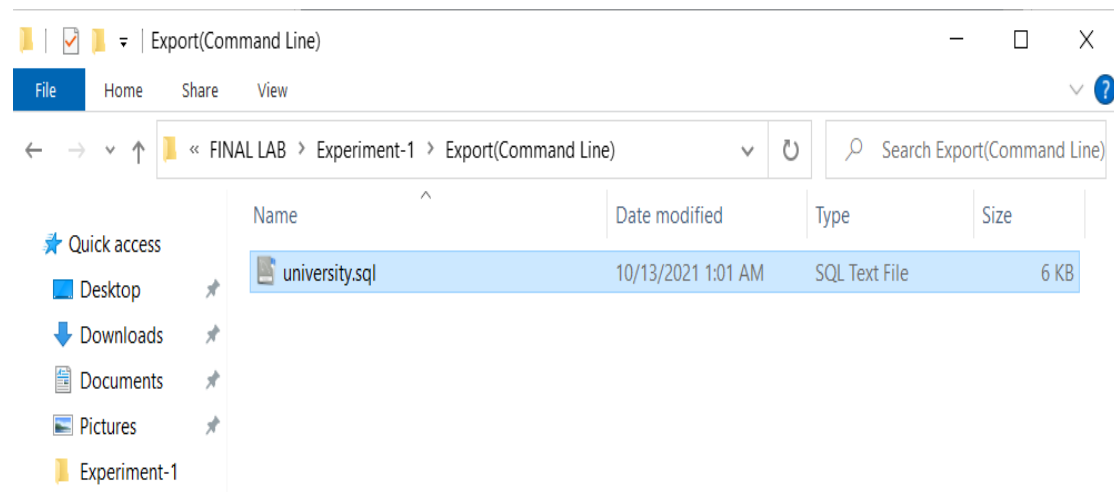 Export(Command Line)
File Home Share View
« FINAL LAB > Experiment-1 > Export(Command Line) Search Export(Command Line)
Name Date modified Type Size
Quick access
university.sql 10/13/2021 1:01 AM SQL Text File 6 KB
Desktop
Downloads
Documents
Pictures
Experiment-1